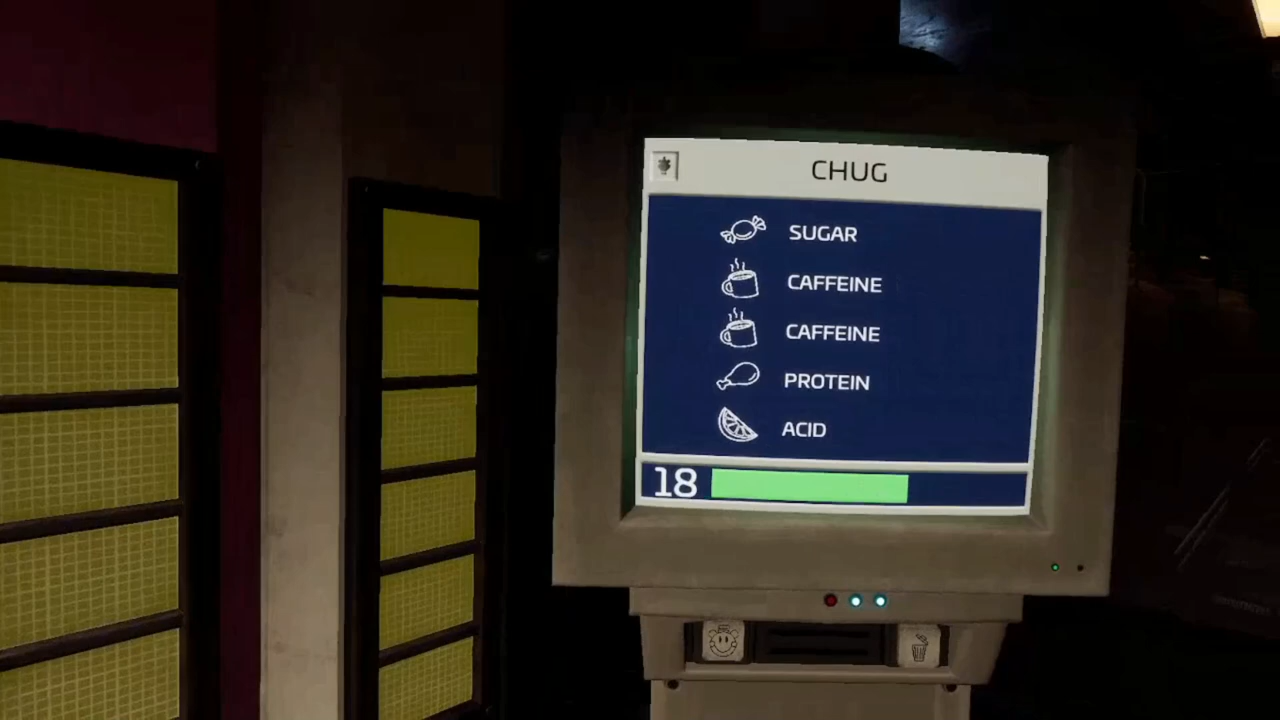 CHUG
SUGAR
CAFFEINE
CAFFEINE
PROTEIN
ACID
18